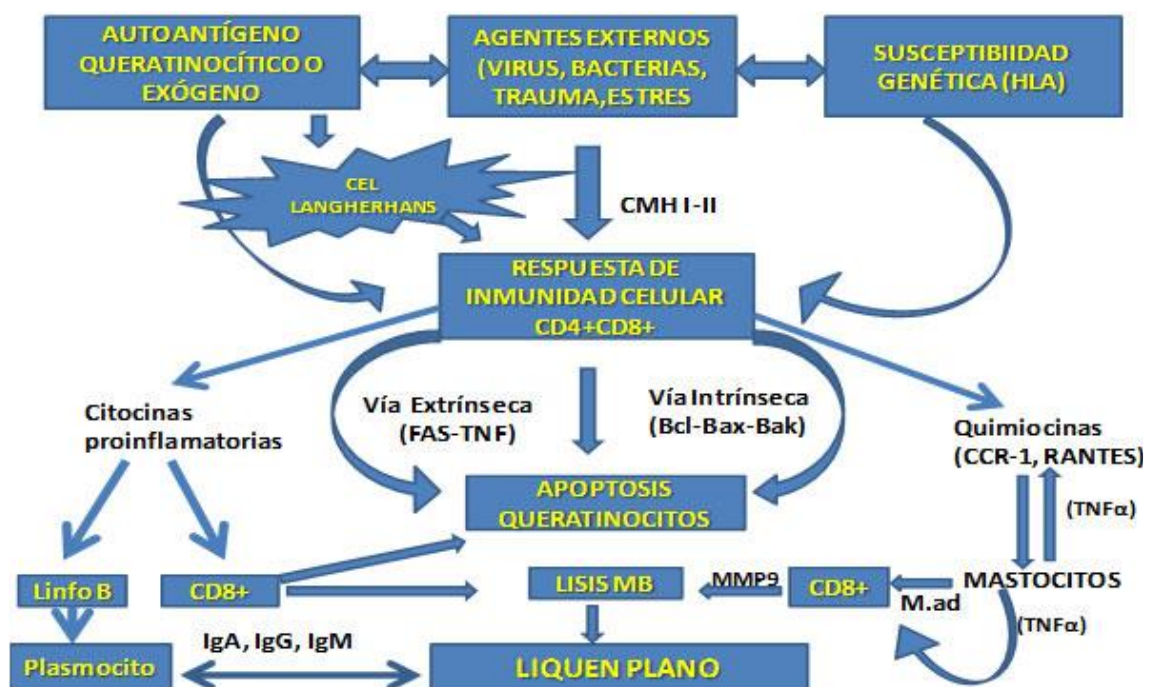 AUTOANTÍGENO
QUERATINOCÍTICO O
EXÓGENO
AGENTES EXTERNOS
(VIRUS, BACTERIAS,
TRAUMA,ESTRES
SUSCEPTIBIIDAD
GENÉTICA (HLA)
CEL
LANGHERHANS
CMH I-II
RESPUESTA DE
INMUNIDAD CELULAR
CD4+CD8+
Citocinas
proinflamatorias
Vía Extrínseca
(FAS-TNF)
Vía Intrínseca
(Bcl-Bax-Bak)
Quimiocinas
(CCR-1, RANTES)
APOPTOSIS
QUERATINOCITOS
(TNFα)
Linfo B
CD8+
LISIS MB
MMP9
CD8+
M.ad
MASTOCITOS
(TNFα)
Plasmocito
IgA, IgG, IgM
LIQUEN PLANO